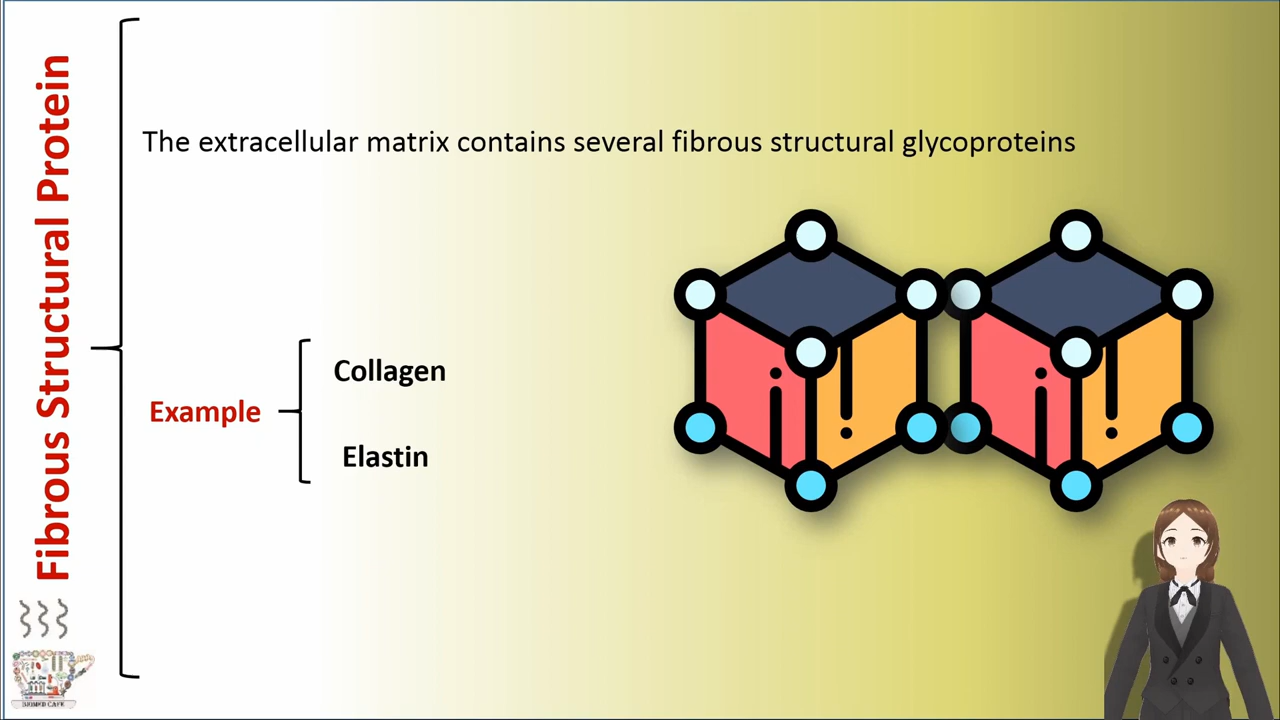 Fibrous Structural Protein
The extracellular matrix contains several fibrous structural glycoproteins
Example
Collagen
Elastin